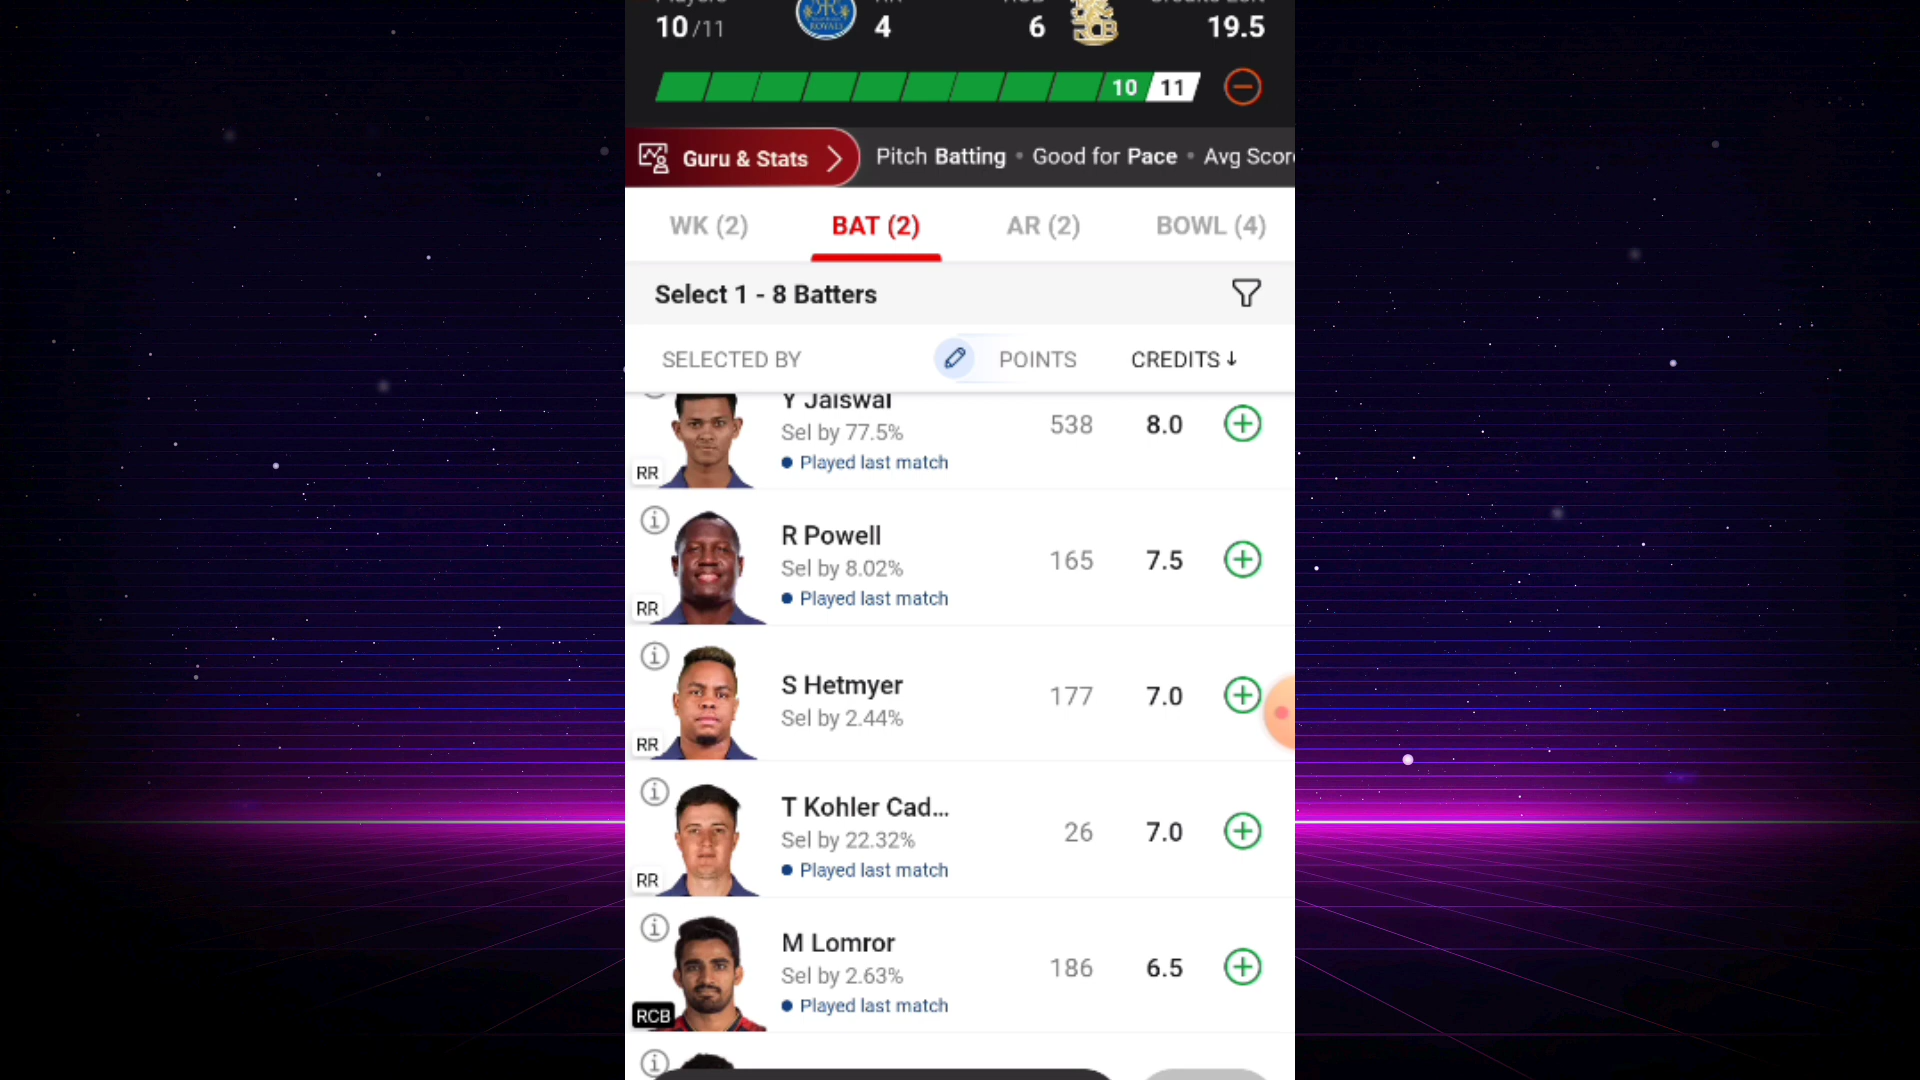 10/11
4
6
19.5
ROYALS
RCB
10 11
Guru & Stats
Pitch Batting • Good for Pace • Avg Scor
WK (2) BAT (2) AR (2) BOWL (4)
Select 1 - 8 Batters
SELECTED BY POINTS CREDITS ↓
Y Jaiswal
Sel by 77.5%
Played last match
RR
538 8.0
R Powell
Sel by 8.02%
Played last match
RR
165 7.5
S Hetmyer
Sel by 2.44%
RR
177 7.0
T Kohler Cad...
Sel by 22.32%
Played last match
RR
26 7.0
M Lomror
Sel by 2.63%
Played last match
RCB
186 6.5